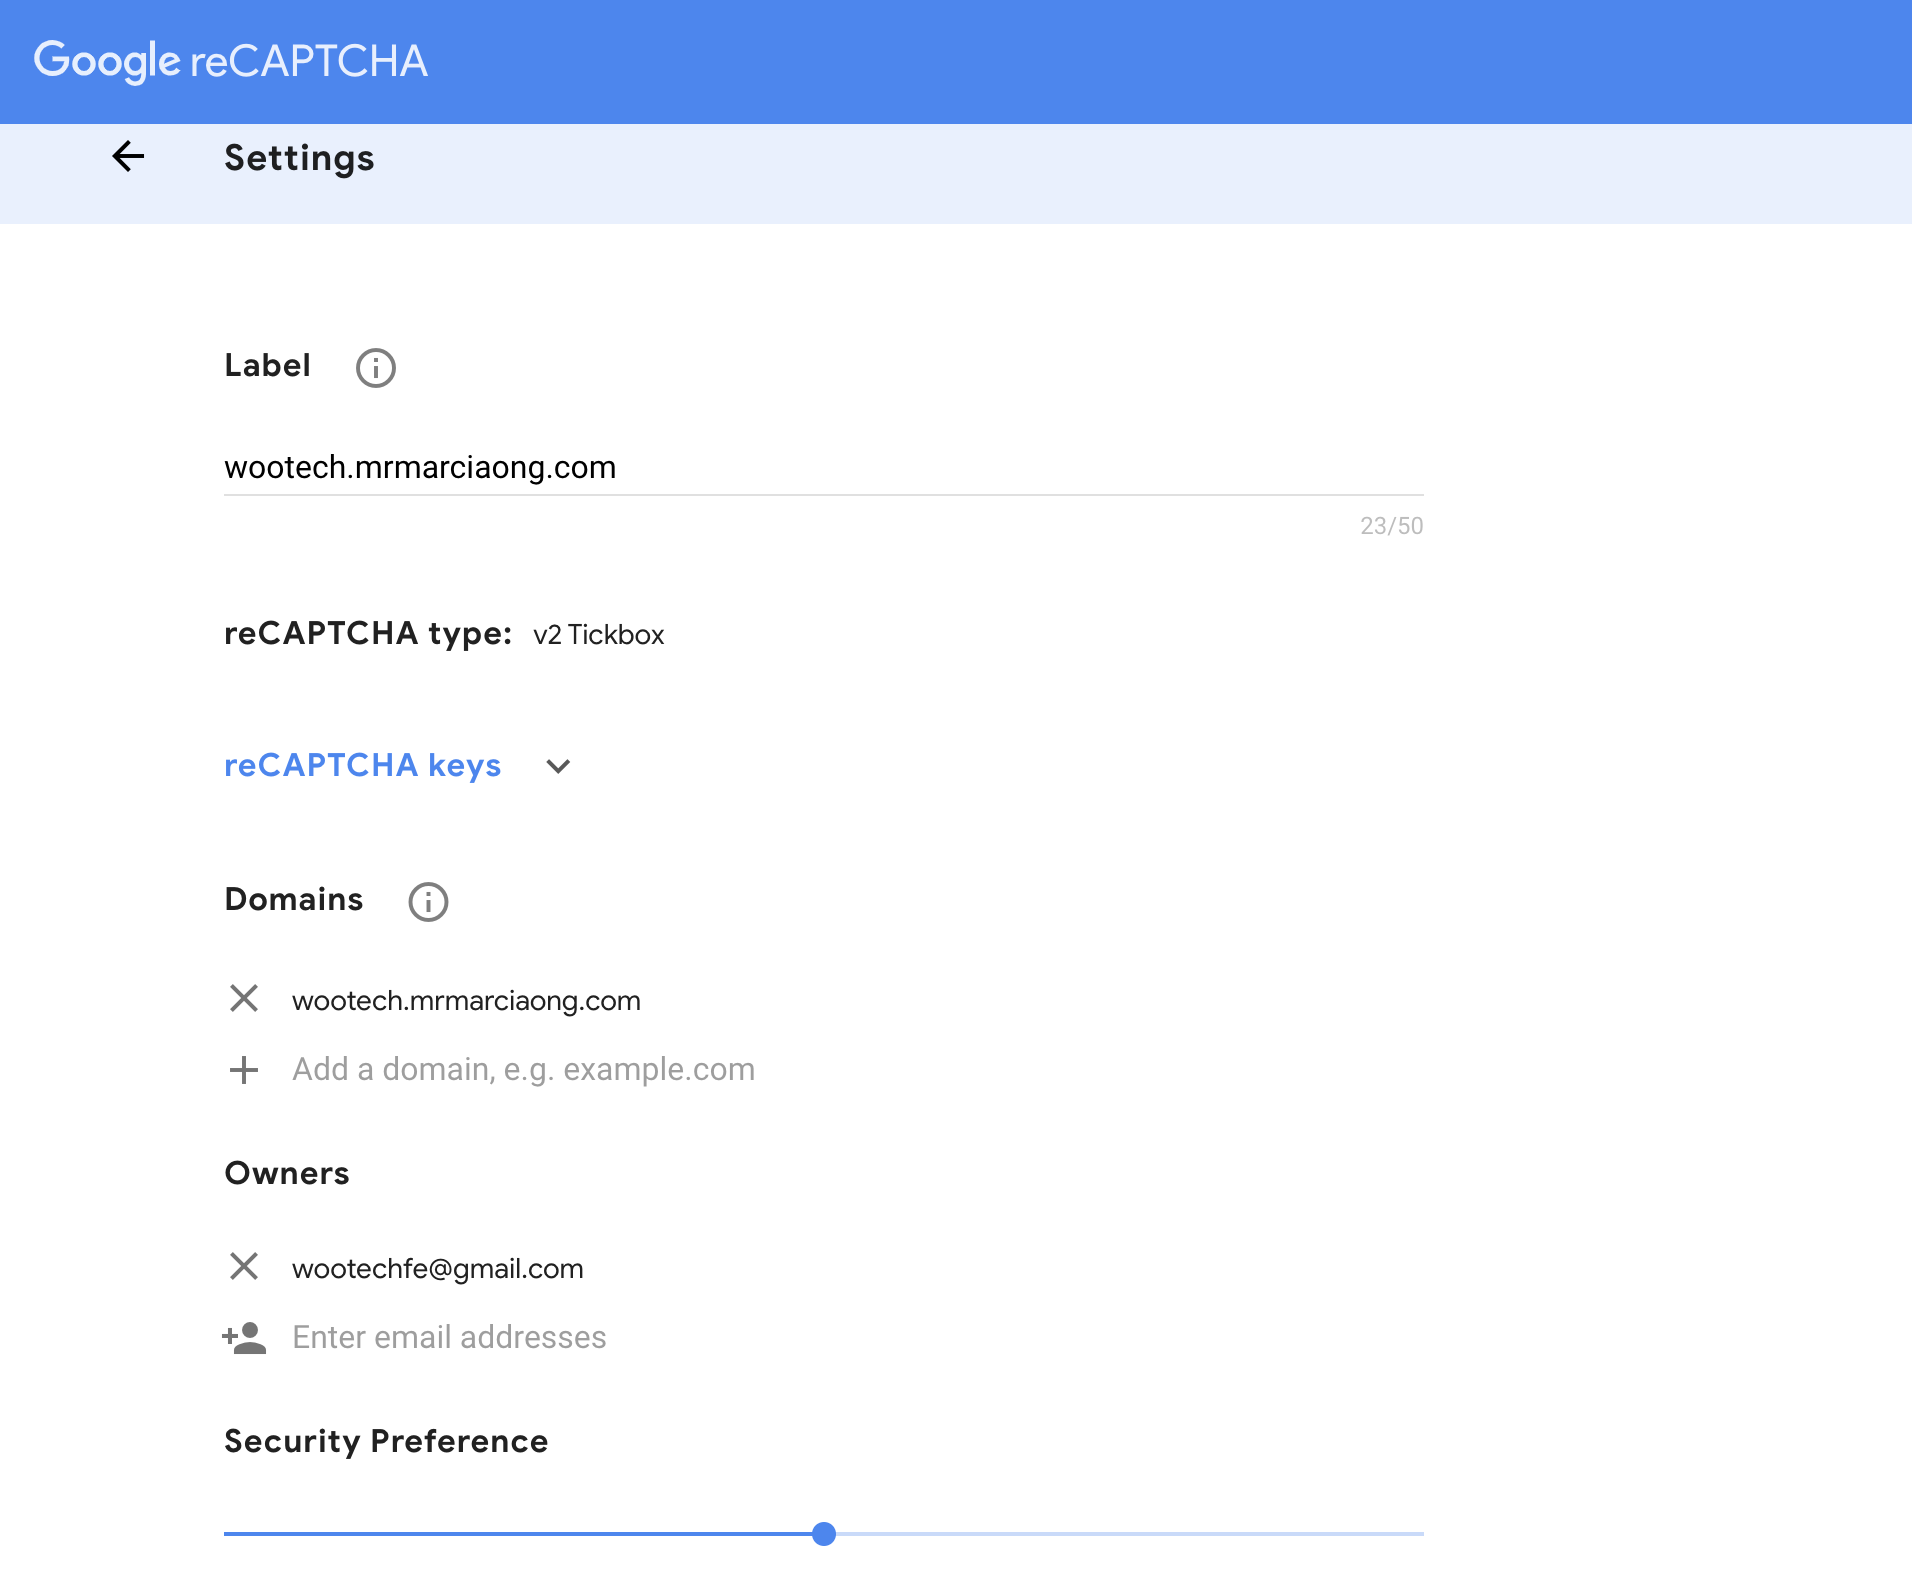 Google reCAPTCHA
Settings
Label
wootech.mrmarciaong.com
23/50
reCAPTCHA type: v2 Tickbox
reCAPTCHA keys
Domains
wootech.mrmarciaong.com
Add a domain, e.g. example.com
Owners
wootechfe@gmail.com
Enter email addresses
Security Preference